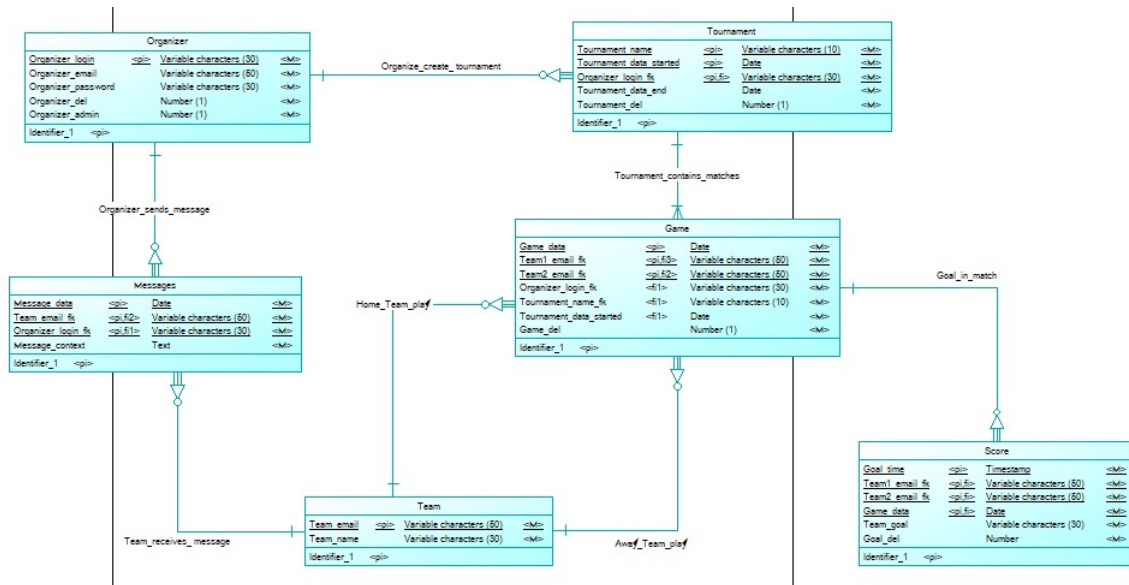 Organizer
Organizer_login <pi> Variable characters (30) <M>
Organizer_email Variable characters (50) <M>
Organizer_password Variable characters (30) <M>
Organizer_del Number (1) <M>
Organizer_admin Number (1) <M>
Identifier_1 <pi>
Organize_create_ tournament
Tournament
Tournament_name <pi> Variable characters (10) <M>
Tournament_data_started <pi> Date <M>
Organizer_login_fk <pi,fi> Variable characters (30) <M>
Tournament_data_end Date <M>
Tournament_del Number (1) <M>
Identifier_1 <pi>
Organizer_sends_message
Tournament_contains_matches
Game
Game_data <pi> Date <M>
Team1_email_fk <pi,fi3> Variable characters (50) <M>
Team2_email_fk <pi,fi2> Variable characters (50) <M>
Organizer_login_fk <fi1> Variable characters (30) <M>
Tournament_name_fk <fi1> Variable characters (10) <M>
Tournament_data_started <fi1> Date <M>
Game_del Number (1) <M>
Identifier_1 <pi>
Goal_in_match
Messages
Message_data <pi> Date <M>
Team_email_fk <pi,fi2> Variable characters (50) <M>
Organizer_login_fk <pi,fi1> Variable characters (30) <M>
Message_context Text <M>
Identifier_1 <pi>
Home_Team_play
Score
Goal_time <pi> Timestamp <M>
Team1_email_fk <pi,fi> Variable characters (50) <M>
Team2_email_fk <pi,fi> Variable characters (50) <M>
Game_data <pi,fi> Date <M>
Team_goal Variable characters (30) <M>
Goal_del Number <M>
Identifier_1 <pi>
Team
Team_email <pi> Variable characters (50) <M>
Team_name Variable characters (30) <M>
Identifier_1 <pi>
Team_receives_message
Away_Team_play